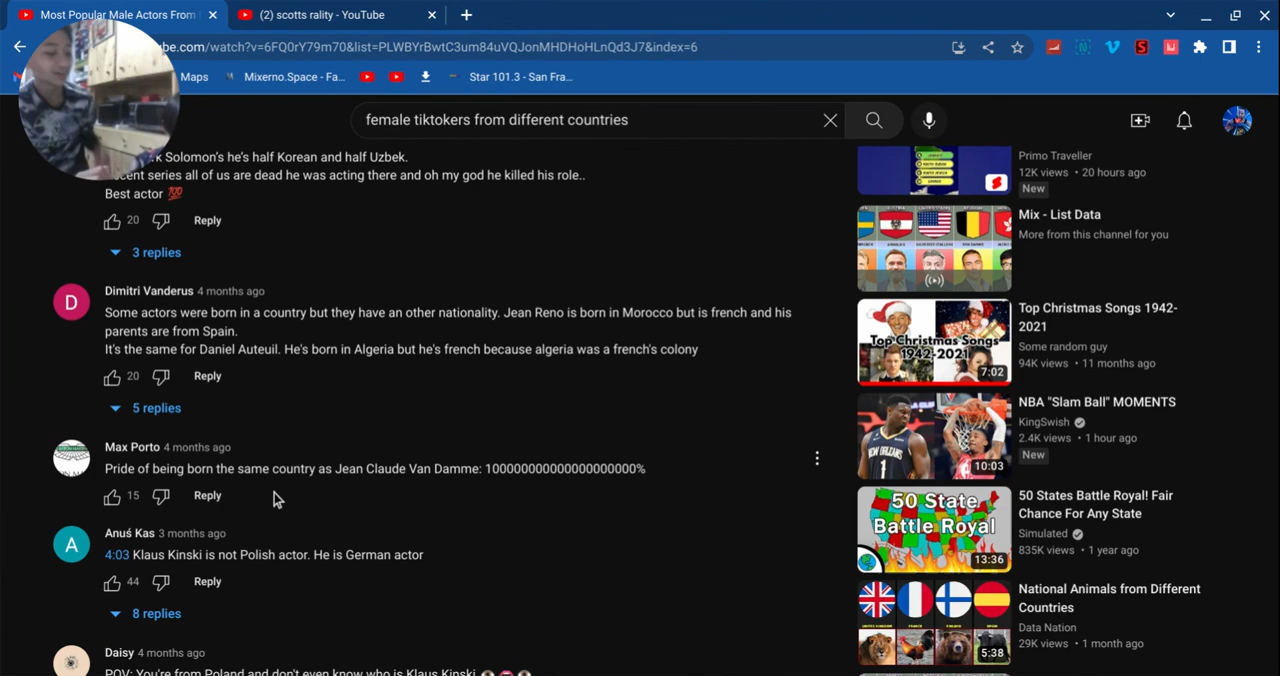 Most Popular Male Actors From
(2) scotts rality - YouTube
be.com/watch?v=6FQ0rY79m70&list=PLWBYrBwtC3um84uVQJonMHDHoHLnQd3J7&index=6
Maps
Mixerno.Space - Fa...
Star 101.3 - San Fra...
female tiktokers from different countries
Solomon's he's half Korean and half Uzbek.
series all of us are dead he was acting there and oh my god he killed his role..
Best actor 💯
20
Reply
3 replies
Dimitri Vanderus 4 months ago
Some actors were born in a country but they have an other nationality. Jean Reno is born in Morocco but is french and his
parents are from Spain.
It's the same for Daniel Auteuil. He's born in Algeria but he's french because algeria was a french's colony
20
Reply
5 replies
Max Porto 4 months ago
Pride of being born the same country as Jean Claude Van Damme: 1000000000000000000000%
15
Reply
Anuś Kas 3 months ago
4:03 Klaus Kinski is not Polish actor. He is German actor
44
Reply
8 replies
Daisy 4 months ago
POV: You're from Poland and don't even know who is Klaus Kinski
Primo Traveller
12K views • 20 hours ago
New
Mix - List Data
More from this channel for you
Top Christmas Songs
1942-2021
7:02
Top Christmas Songs 1942-
2021
Some random guy
94K views • 11 months ago
10:03
NBA "Slam Ball" MOMENTS
KingSwish
2.4K views • 1 hour ago
New
50 State
Battle Royal
13:36
50 States Battle Royal! Fair
Chance For Any State
Simulated
835K views • 1 year ago
5:38
National Animals from Different
Countries
Data Nation
29K views • 1 month ago